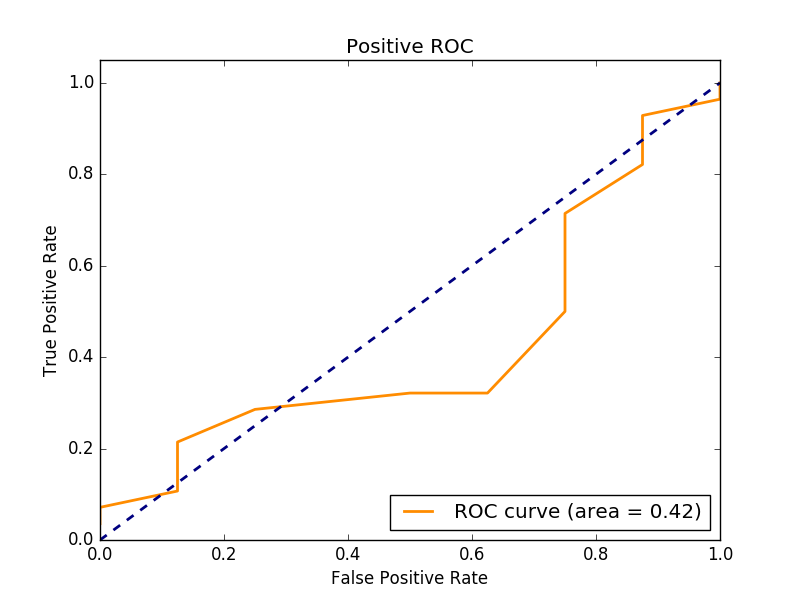 Positive ROC
True Positive Rate
1.0
0.8
0.6
0.4
0.2
0.0
ROC curve (area = 0.42)
0.0 0.2 0.4 0.6 0.8 1.0
False Positive Rate